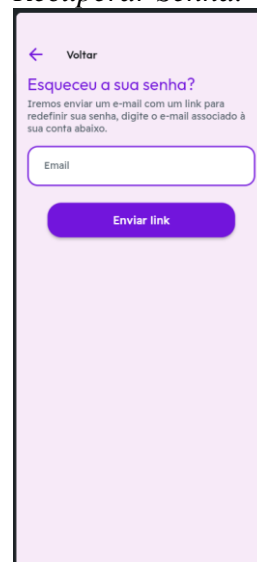 Recuperar Senha:
Voltar
Esqueceu a sua senha?
Iremos enviar um e-mail com um link para
redefinir sua senha, digite o e-mail associado à
sua conta abaixo.
Email
Enviar link